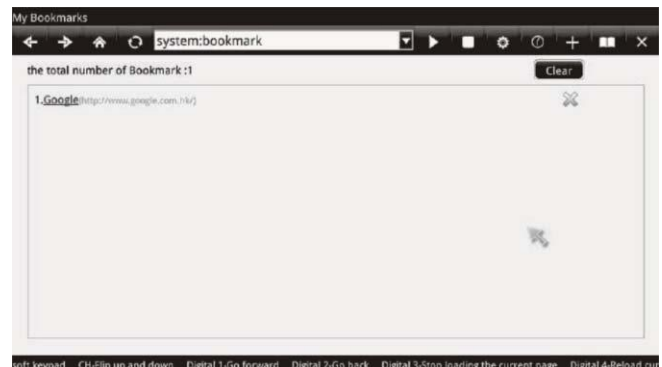 My Bookmarks
system:bookmark
the total number of Bookmark :1
Clear
1.Google(http://www.google.com.hk/)
soft keypad CH-Flip up and down Digital 1-Go forward Digital 2-Go back Digital 3-Stop loading the current page Digital 4-Reload cur